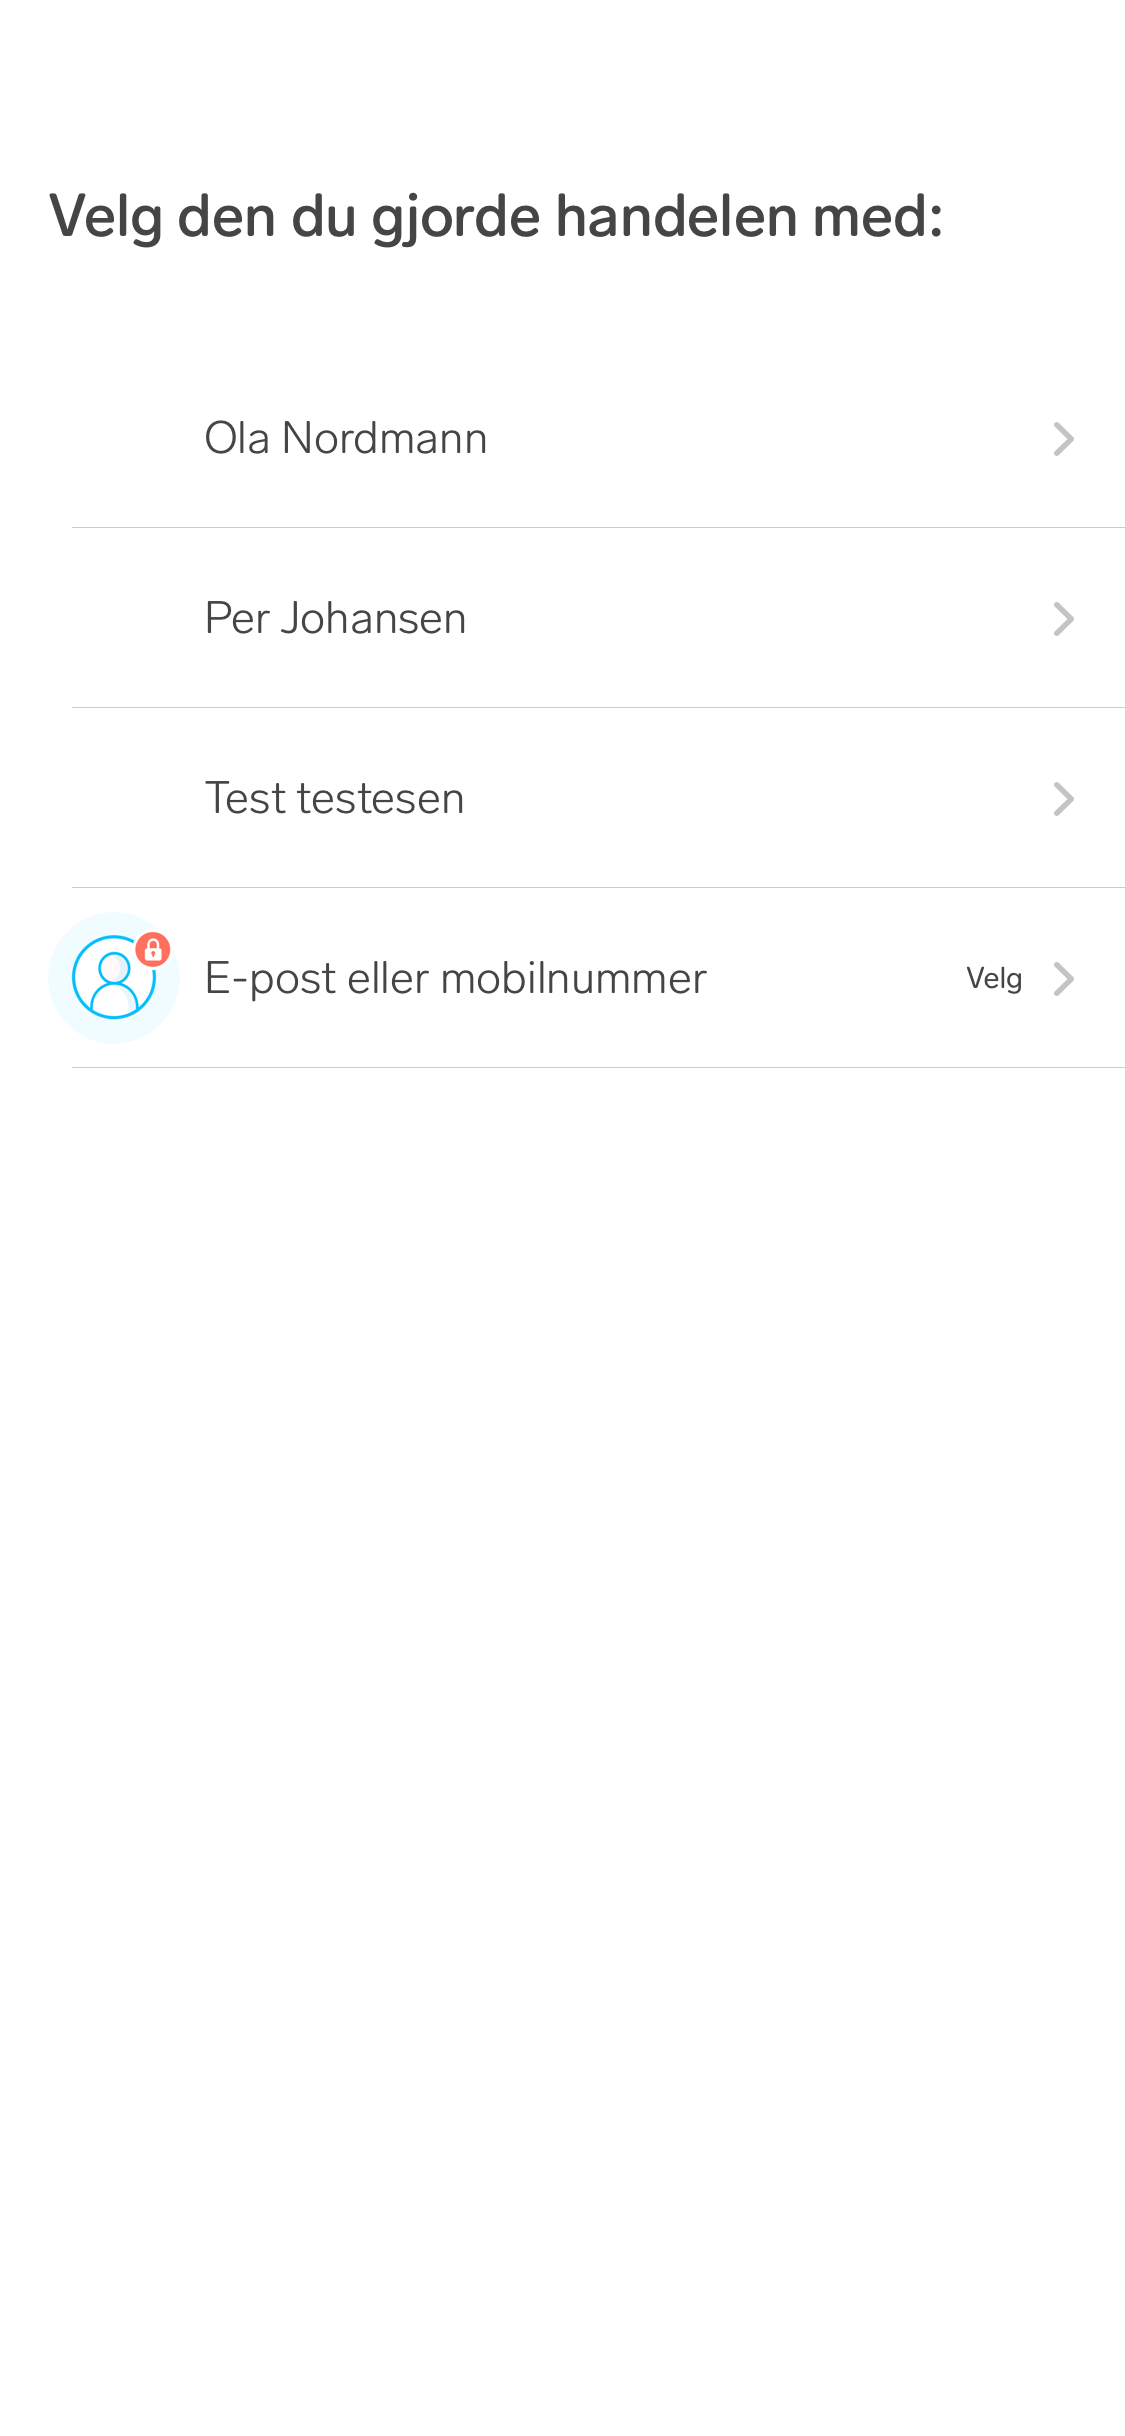 Velg den du gjorde handelen med:
Ola Nordmann
Per Johansen
Test testesen
E-post eller mobilnummer Velg